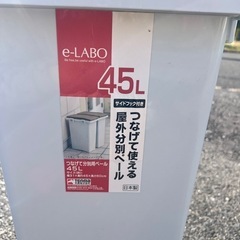 e-LABO
45L
サイドフック付き
つなげて使える
屋外分別ペール
つなげて分別用ペール
45L
日本製